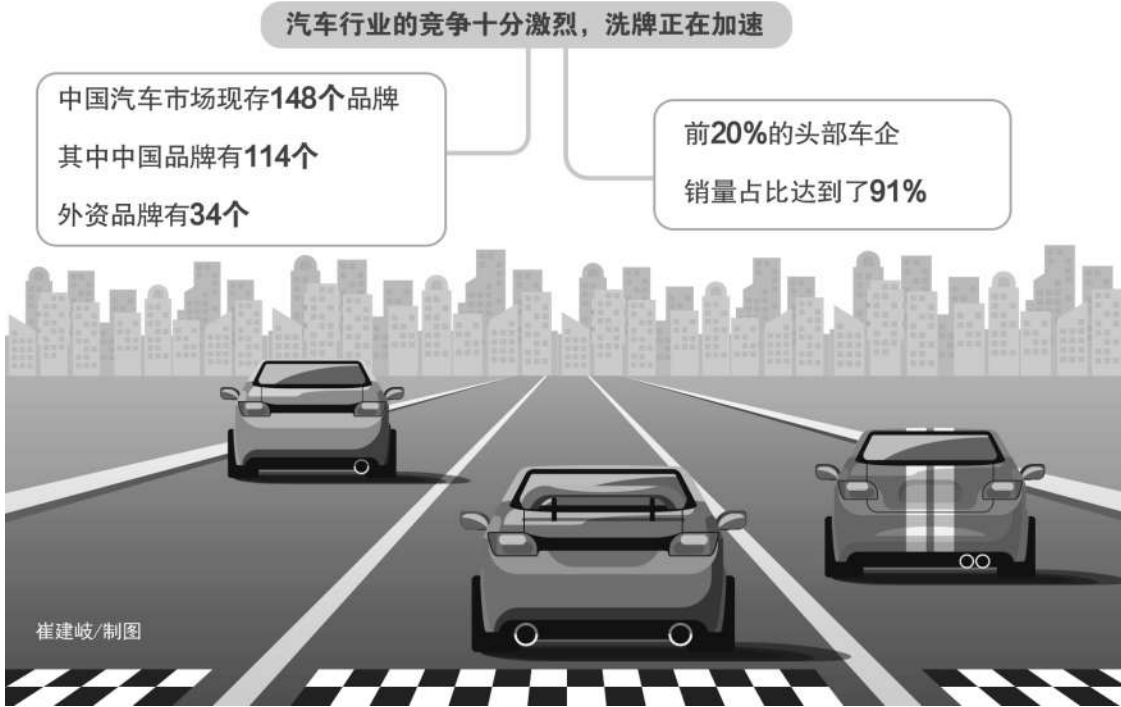 汽车行业的竞争十分激烈，洗牌正在加速
中国汽车市场现存148个品牌
其中中国品牌有114个
外资品牌有34个
前20%的头部车企
销量占比达到了91%
崔建岐/制图